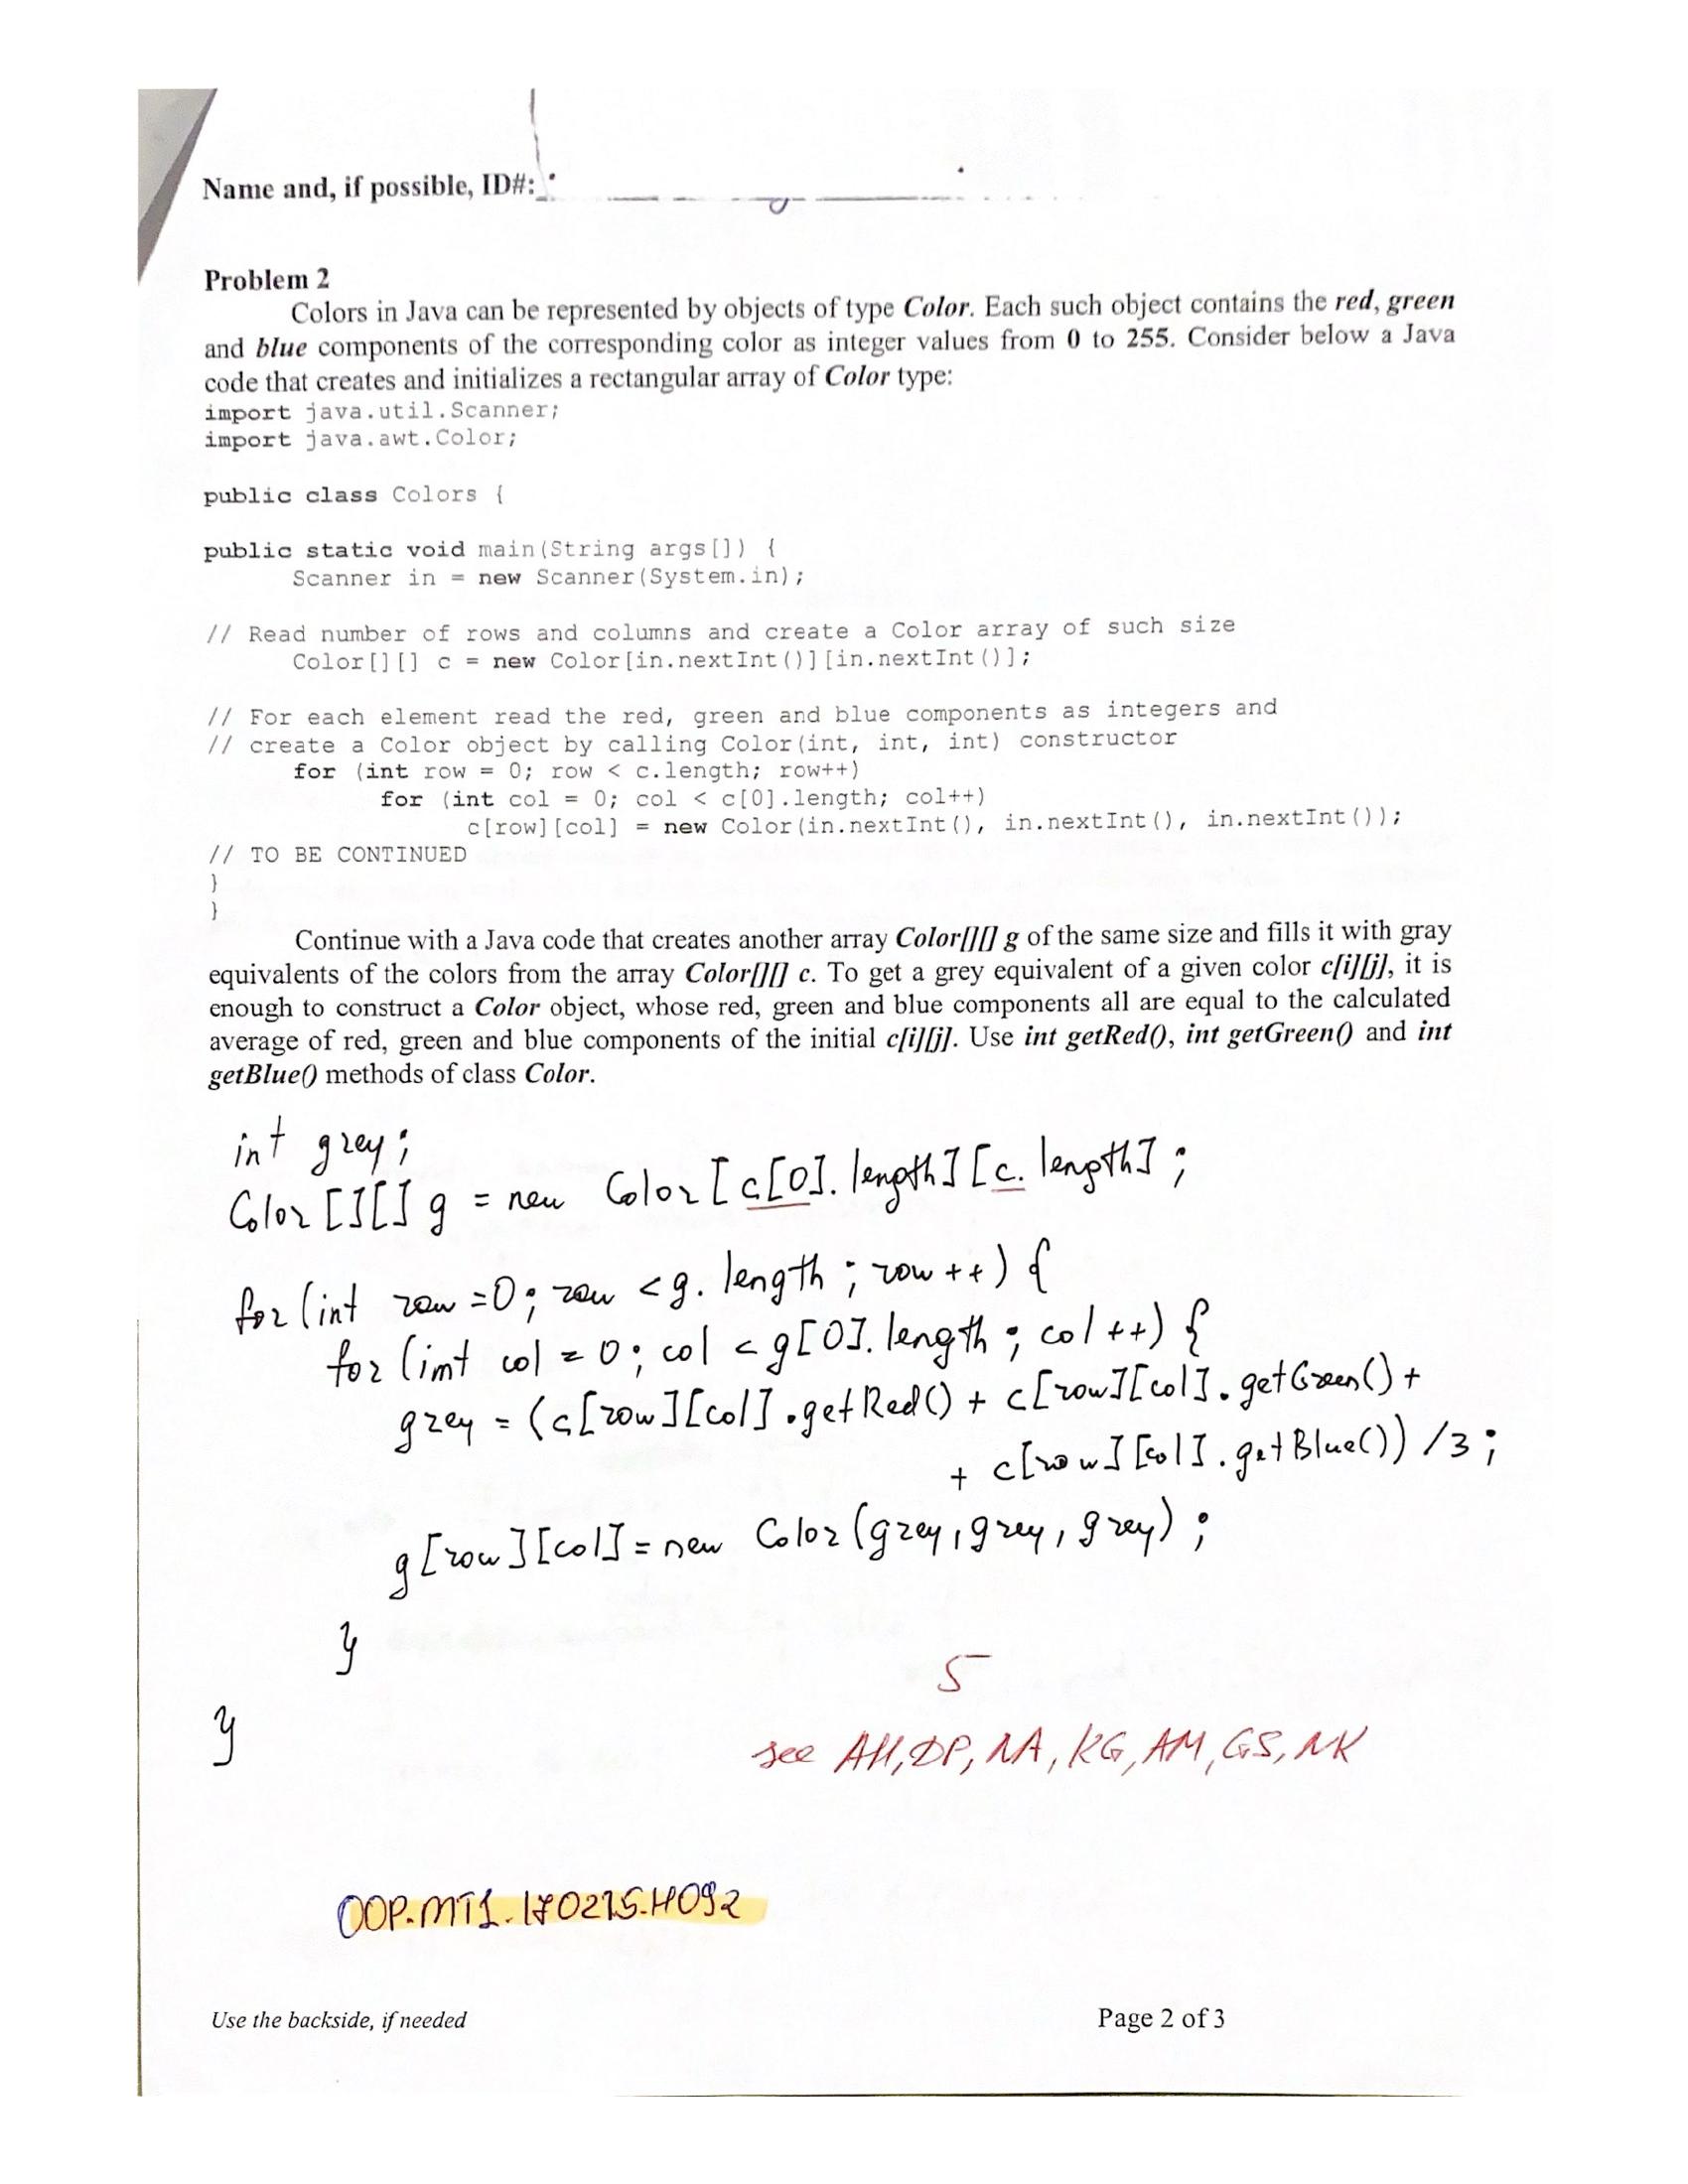 Name and, if possible, ID#:
Problem 2
Colors in Java can be represented by objects of type Color. Each such object contains the red, green
and blue components of the corresponding color as integer values from 0 to 255. Consider below a Java
code that creates and initializes a rectangular array of Color type:
import java.util.Scanner;
import java.awt.Color;
public class Colors {
public static void main(String args[]) {
Scanner in = new Scanner(System.in);
// Read number of rows and columns and create a Color array of such size
Color[][] c = new Color[in.nextInt()][in.nextInt()];
// For each element read the red, green and blue components as integers and
// create a Color object by calling Color(int, int, int) constructor
for (int row = 0; row < c.length; row++)
for (int col = 0; col < c[0].length; col++)
c[row][col] = new Color(in.nextInt(), in.nextInt(), in.nextInt());
// TO BE CONTINUED
}
}
Continue with a Java code that creates another array Color[][] g of the same size and fills it with gray
equivalents of the colors from the array Color[][] c. To get a grey equivalent of a given color c[i][j], it is
enough to construct a Color object, whose red, green and blue components all are equal to the calculated
average of red, green and blue components of the initial c[i][j]. Use int getRed(), int getGreen() and int
getBlue() methods of class Color.
int grey;
Color[][] g = new Color[c[0].length][c.length];
for(int row=0; row<g.length; row++){
for(int col=0; col<g[0].length; col++){
grey = (c[row][col].getRed() + c[row][col].getGreen() +
+ c[row][col].getBlue())/3;
g[row][col]=new Color(grey, grey, grey);
}
}
5
see AH, DP, NA, KG, AM, GS, NK
OOP.MT1.170215.H092
Use the backside, if needed
Page 2 of 3